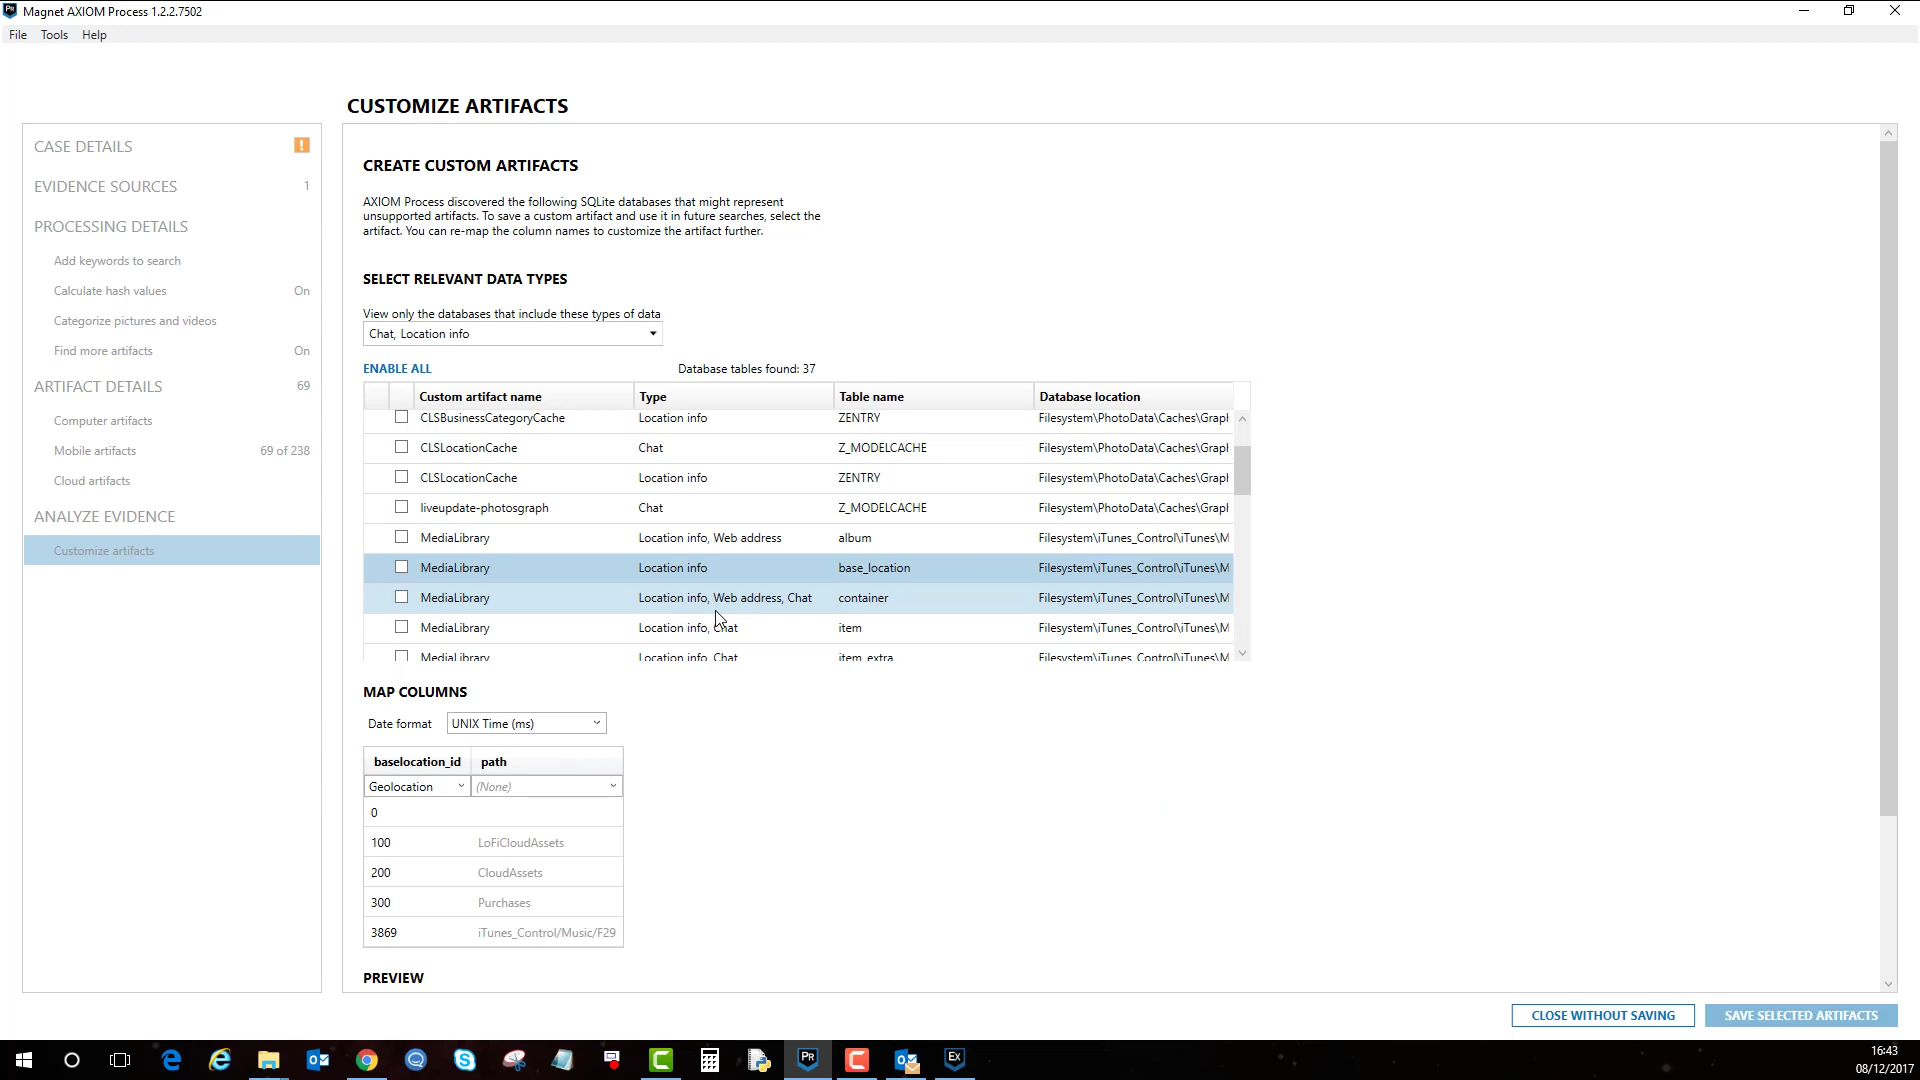 Magnet AXIOM Process 1.2.2.7502
File Tools Help
CUSTOMIZE ARTIFACTS
CASE DETAILS !
EVIDENCE SOURCES 1
PROCESSING DETAILS
Add keywords to search
Calculate hash values On
Categorize pictures and videos
Find more artifacts On
ARTIFACT DETAILS 69
Computer artifacts
Mobile artifacts 69 of 238
Cloud artifacts
ANALYZE EVIDENCE
Customize artifacts
CREATE CUSTOM ARTIFACTS
AXIOM Process discovered the following SQLite databases that might represent
unsupported artifacts. To save a custom artifact and use it in future searches, select the
artifact. You can re-map the column names to customize the artifact further.
SELECT RELEVANT DATA TYPES
View only the databases that include these types of data
Chat, Location info
ENABLE ALL Database tables found: 37
Custom artifact name Type Table name Database location
CLSBusinessCategoryCache Location info ZENTRY Filesystem\PhotoData\Caches\Grapl
CLSLocationCache Chat Z_MODELCACHE Filesystem\PhotoData\Caches\Grapl
CLSLocationCache Location info ZENTRY Filesystem\PhotoData\Caches\Grapl
liveupdate-photosgraph Chat Z_MODELCACHE Filesystem\PhotoData\Caches\Grapl
MediaLibrary Location info, Web address album Filesystem\iTunes_Control\iTunes\M
MediaLibrary Location info base_location Filesystem\iTunes_Control\iTunes\M
MediaLibrary Location info, Web address, Chat container Filesystem\iTunes_Control\iTunes\M
MediaLibrary Location info, Chat item Filesystem\iTunes_Control\iTunes\M
MediaLibrary Location info, Chat item_extra Filesystem\iTunes_Control\iTunes\M
MAP COLUMNS
Date format UNIX Time (ms)
baselocation_id path
Geolocation (None)
0
100 LoFiCloudAssets
200 CloudAssets
300 Purchases
3869 iTunes_Control/Music/F29
PREVIEW
CLOSE WITHOUT SAVING SAVE SELECTED ARTIFACTS
PR Ex
16:43
08/12/2017